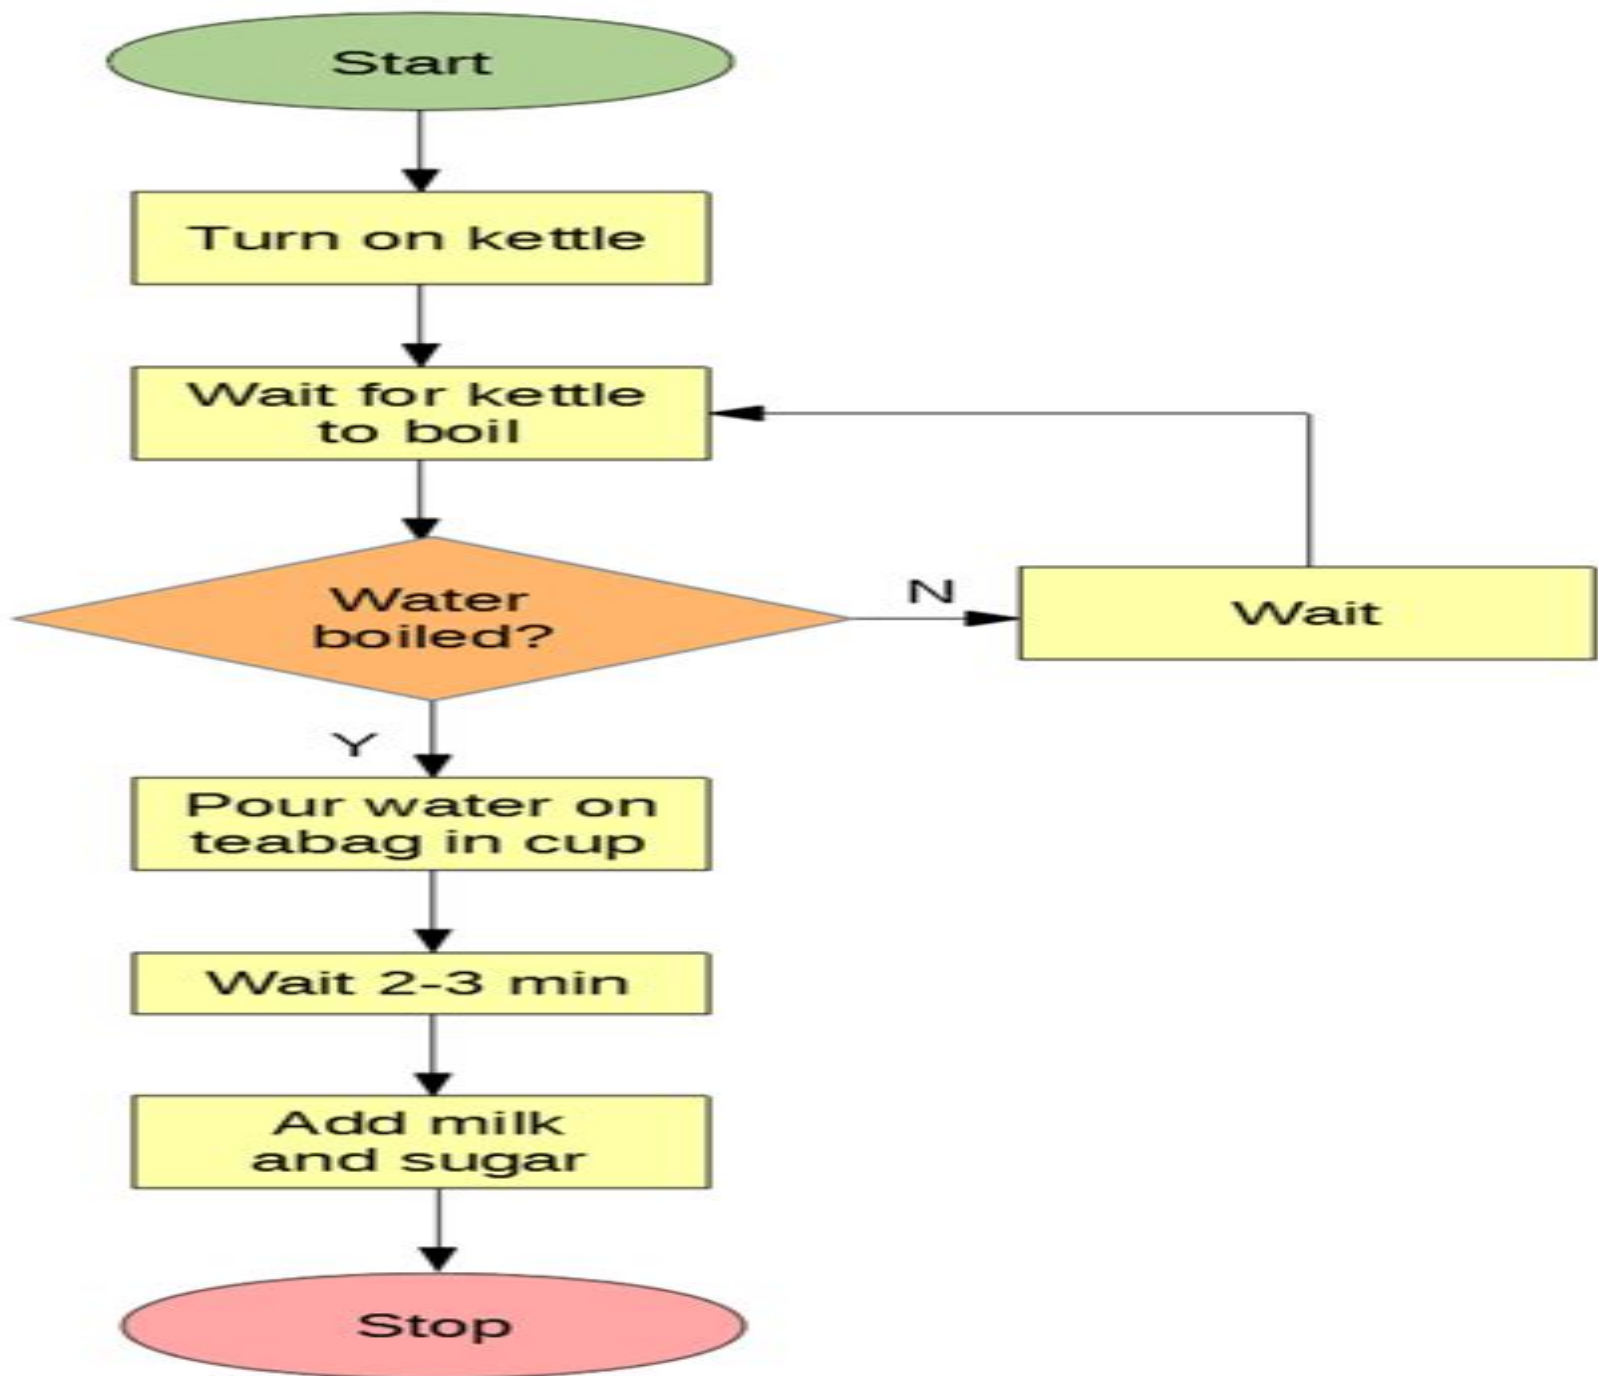 Start
Turn on kettle
Wait for kettle
to boil
Water
boiled?
N
Wait
Y
Pour water on
teabag in cup
Wait 2-3 min
Add milk
and sugar
Stop